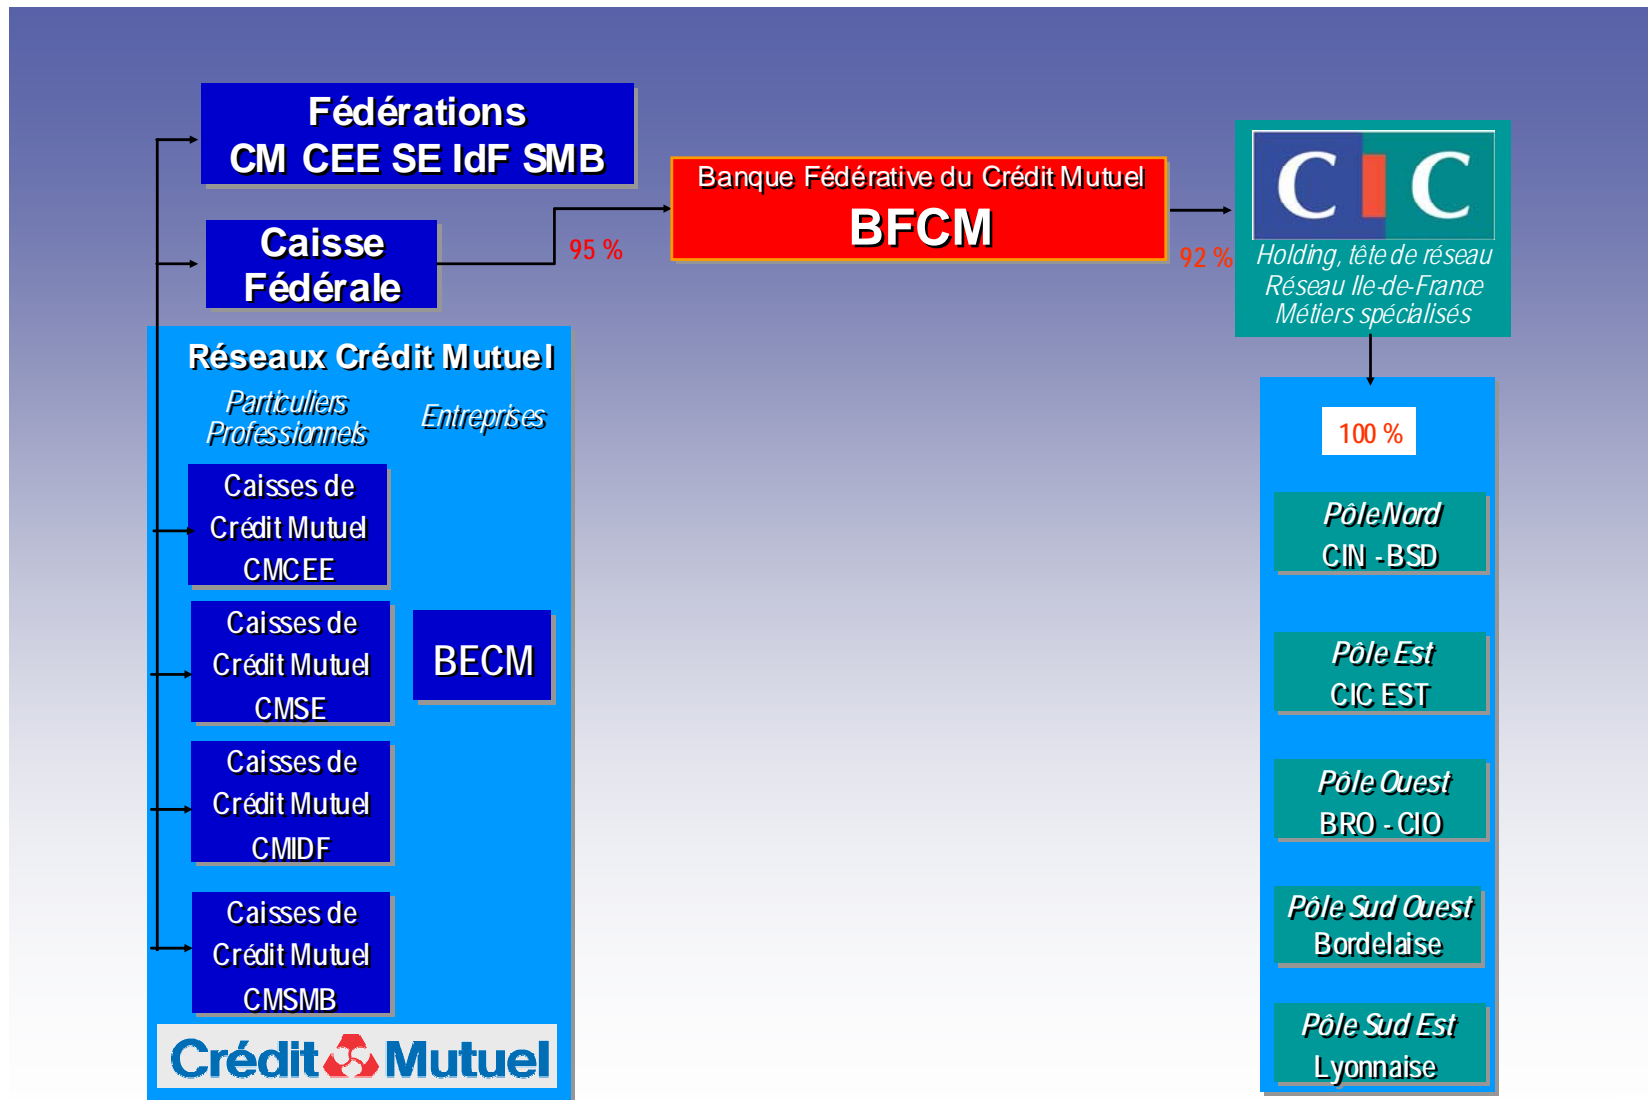 Fédérations
CM CEE SE IdF SMB
Caisse
Fédérale
95 %
Banque Fédérative du Crédit Mutuel
BFCM
92 %
CIC
Holding, tête de réseau
Réseau Ile-de-France
Métiers spécialisés
Réseaux Crédit Mutuel
Particuliers
Professionnels
Entreprises
Caisses de
Crédit Mutuel
CMCEE
Caisses de
Crédit Mutuel
CMSE
BECM
Caisses de
Crédit Mutuel
CMIDF
Caisses de
Crédit Mutuel
CMSMB
Crédit Mutuel
100 %
Pôle Nord
CIN - BSD
Pôle Est
CIC EST
Pôle Ouest
BRO - CIO
Pôle Sud Ouest
Bordelaise
Pôle Sud Est
Lyonnaise